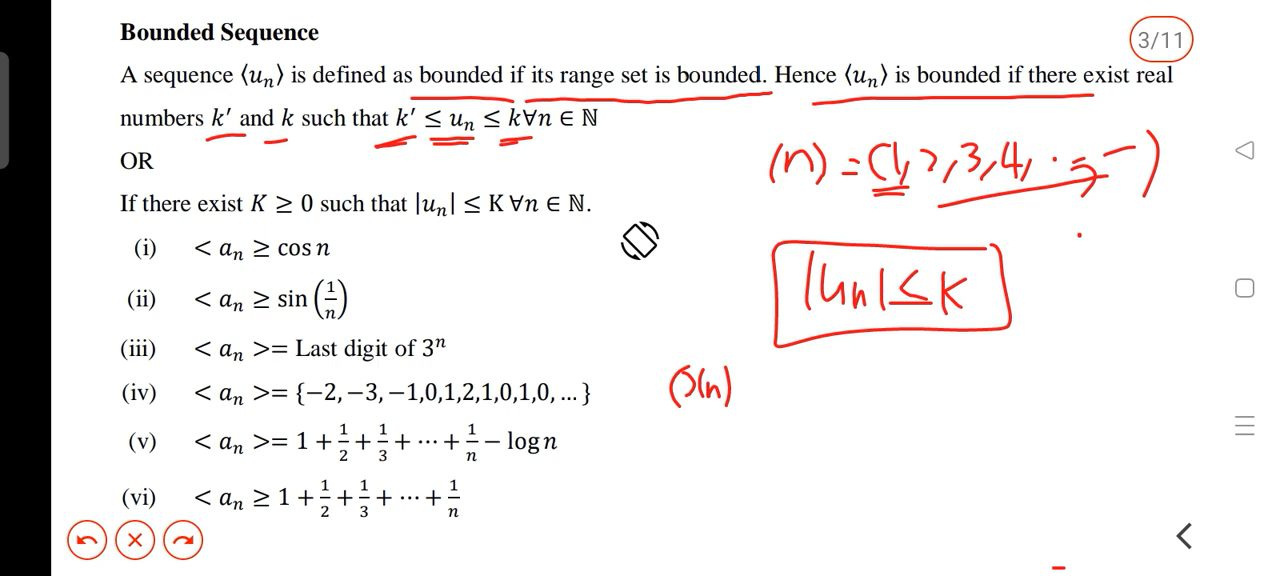 Bounded Sequence
3/11
A sequence ⟨uₙ⟩ is defined as bounded if its range set is bounded. Hence ⟨uₙ⟩ is bounded if there exist real
numbers k′ and k such that k′ ≤ uₙ ≤ k∀n ∈ ℕ
(n) = (1, 2, 3, 4, . 5 - )
OR
If there exist K ≥ 0 such that |uₙ| ≤ K ∀n ∈ ℕ.
(i) < aₙ ≥ cos n
|un| ≤ K
(ii) < aₙ ≥ sin (1/n)
(iii) < aₙ >= Last digit of 3ⁿ
(iv) < aₙ >= {−2, −3, −1,0,1,2,1,0,1,0, … }
(v) < aₙ >= 1 + 1/2 + 1/3 + ⋯ + 1/n − log n
(vi) < aₙ ≥ 1 + 1/2 + 1/3 + ⋯ + 1/n